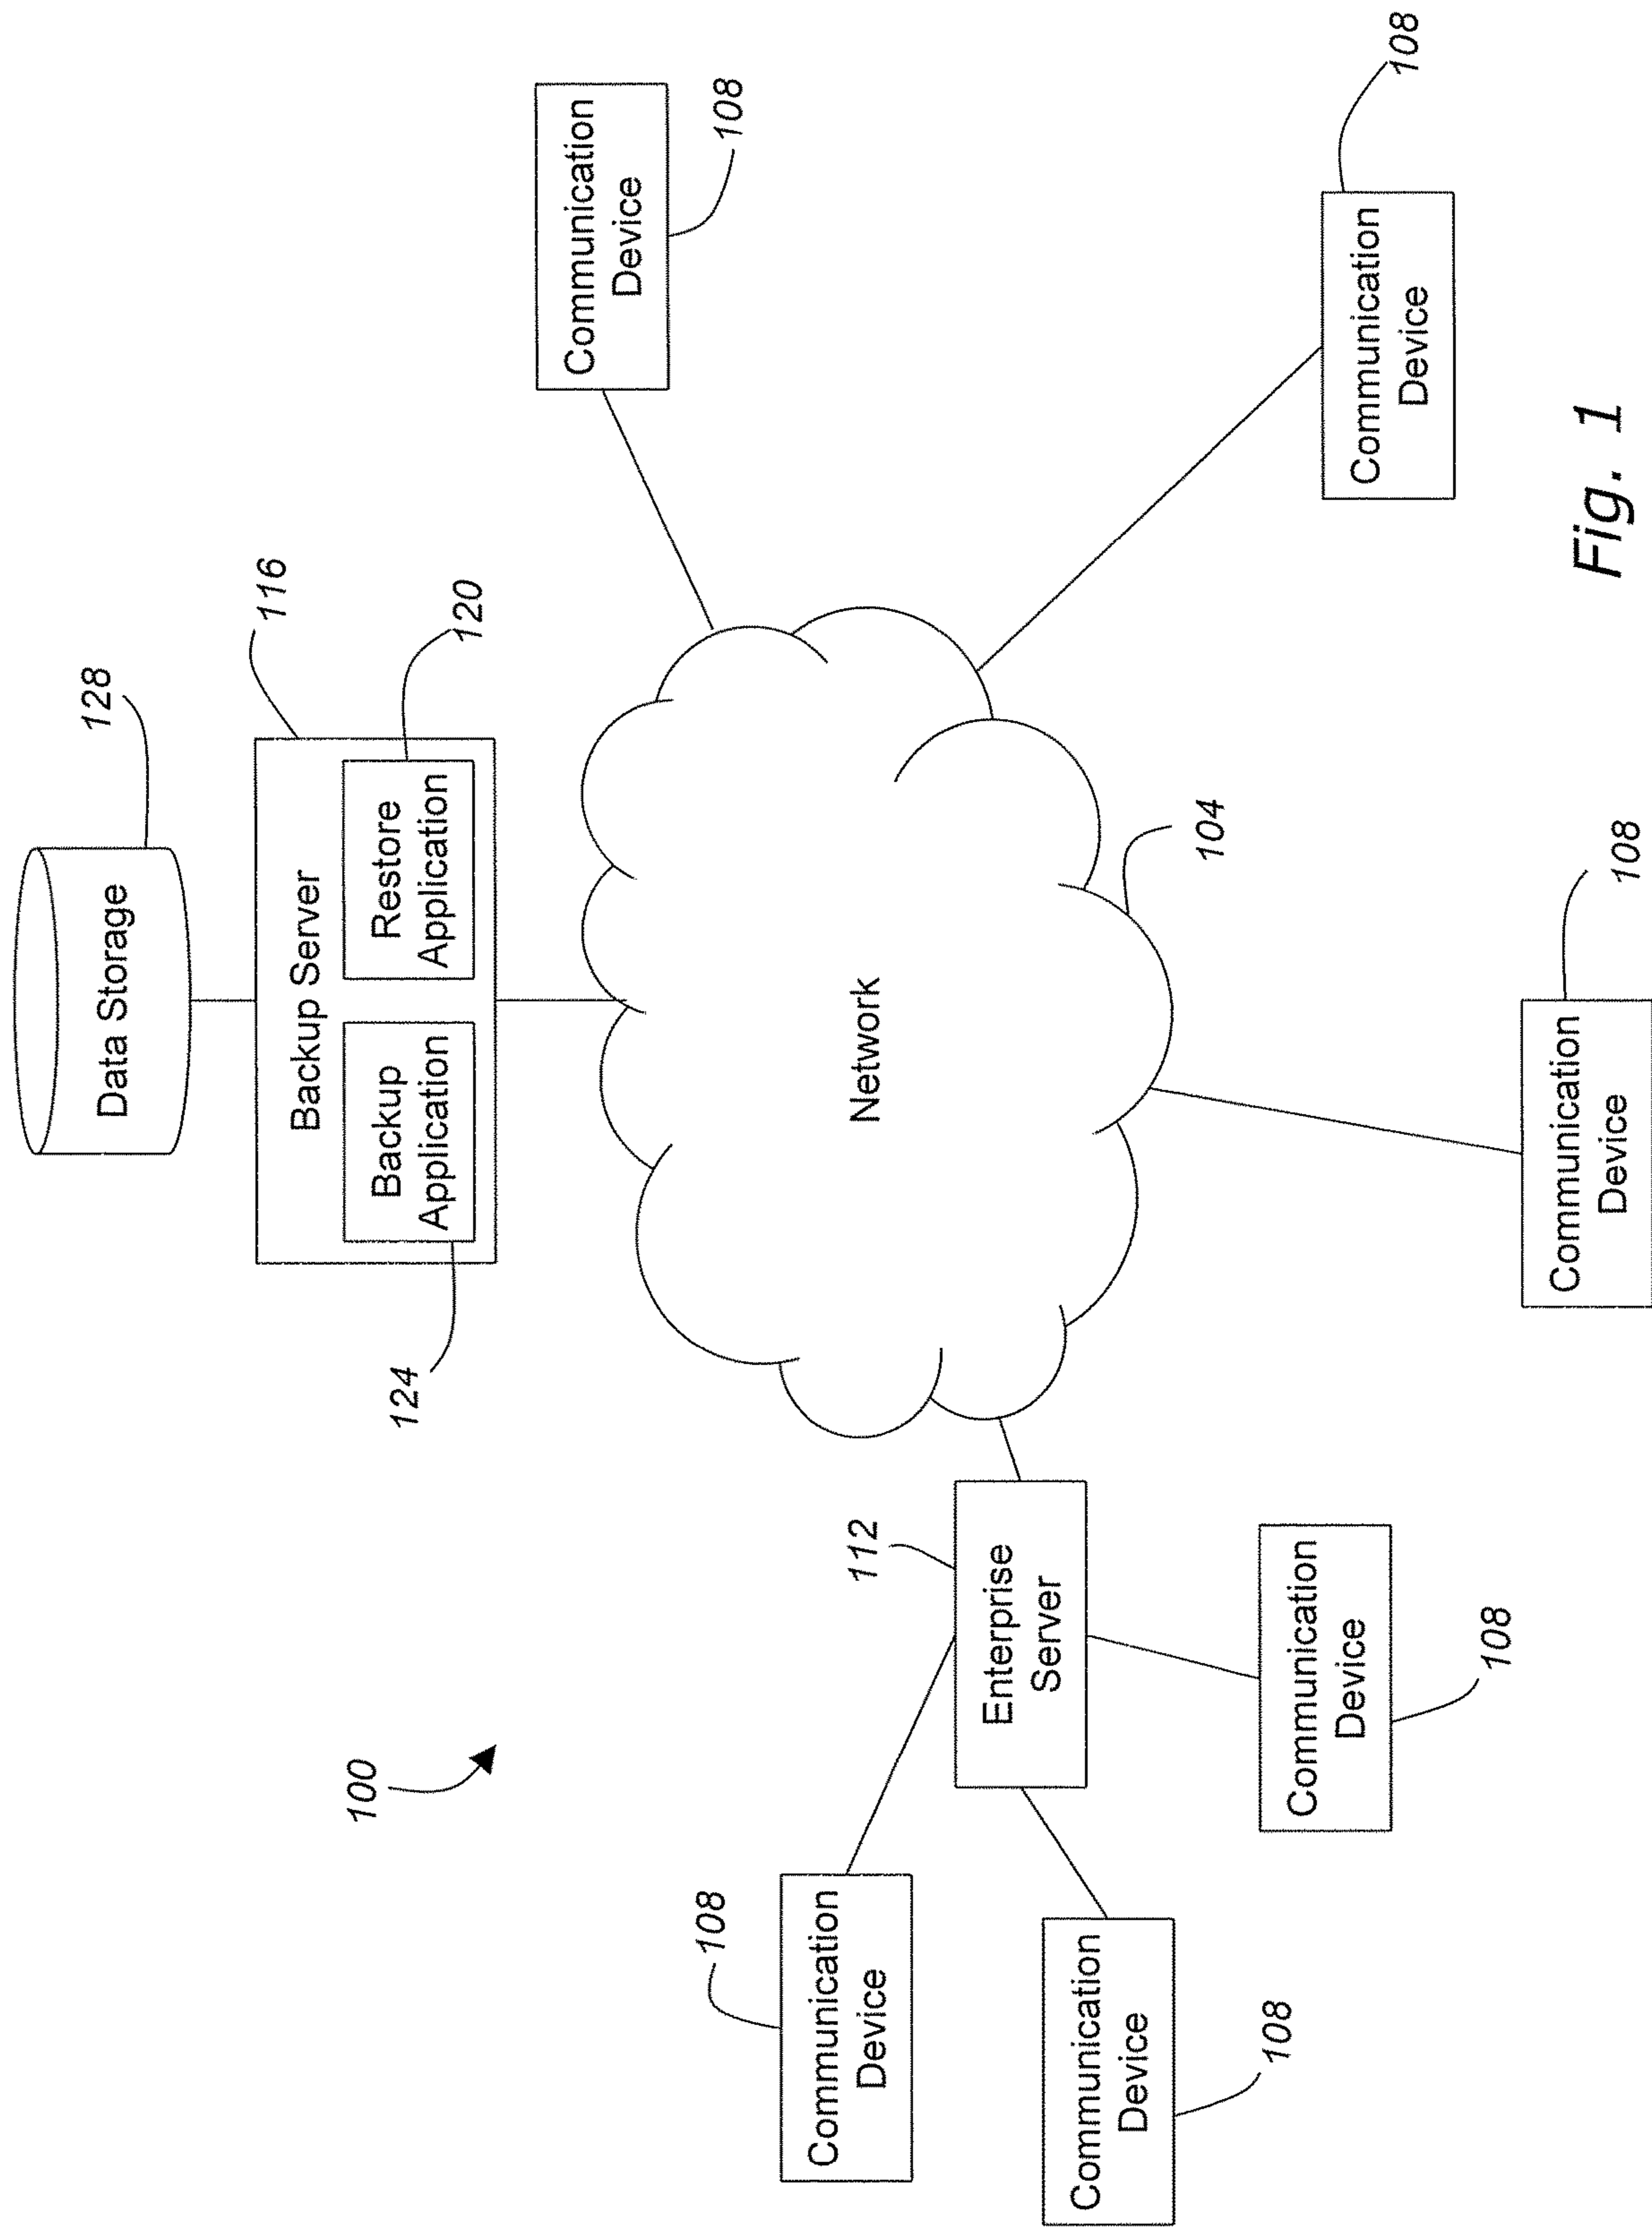 128
Data Storage
116
Backup Server
124
Backup
Application
Restore
Application
120
100
Communication
Device
108
Network
104
112
Enterprise
Server
108
Communication
Device
Communication
Device
108
Communication
Device
108
Communication
Device
108
Communication
Device
108
Fig. 1